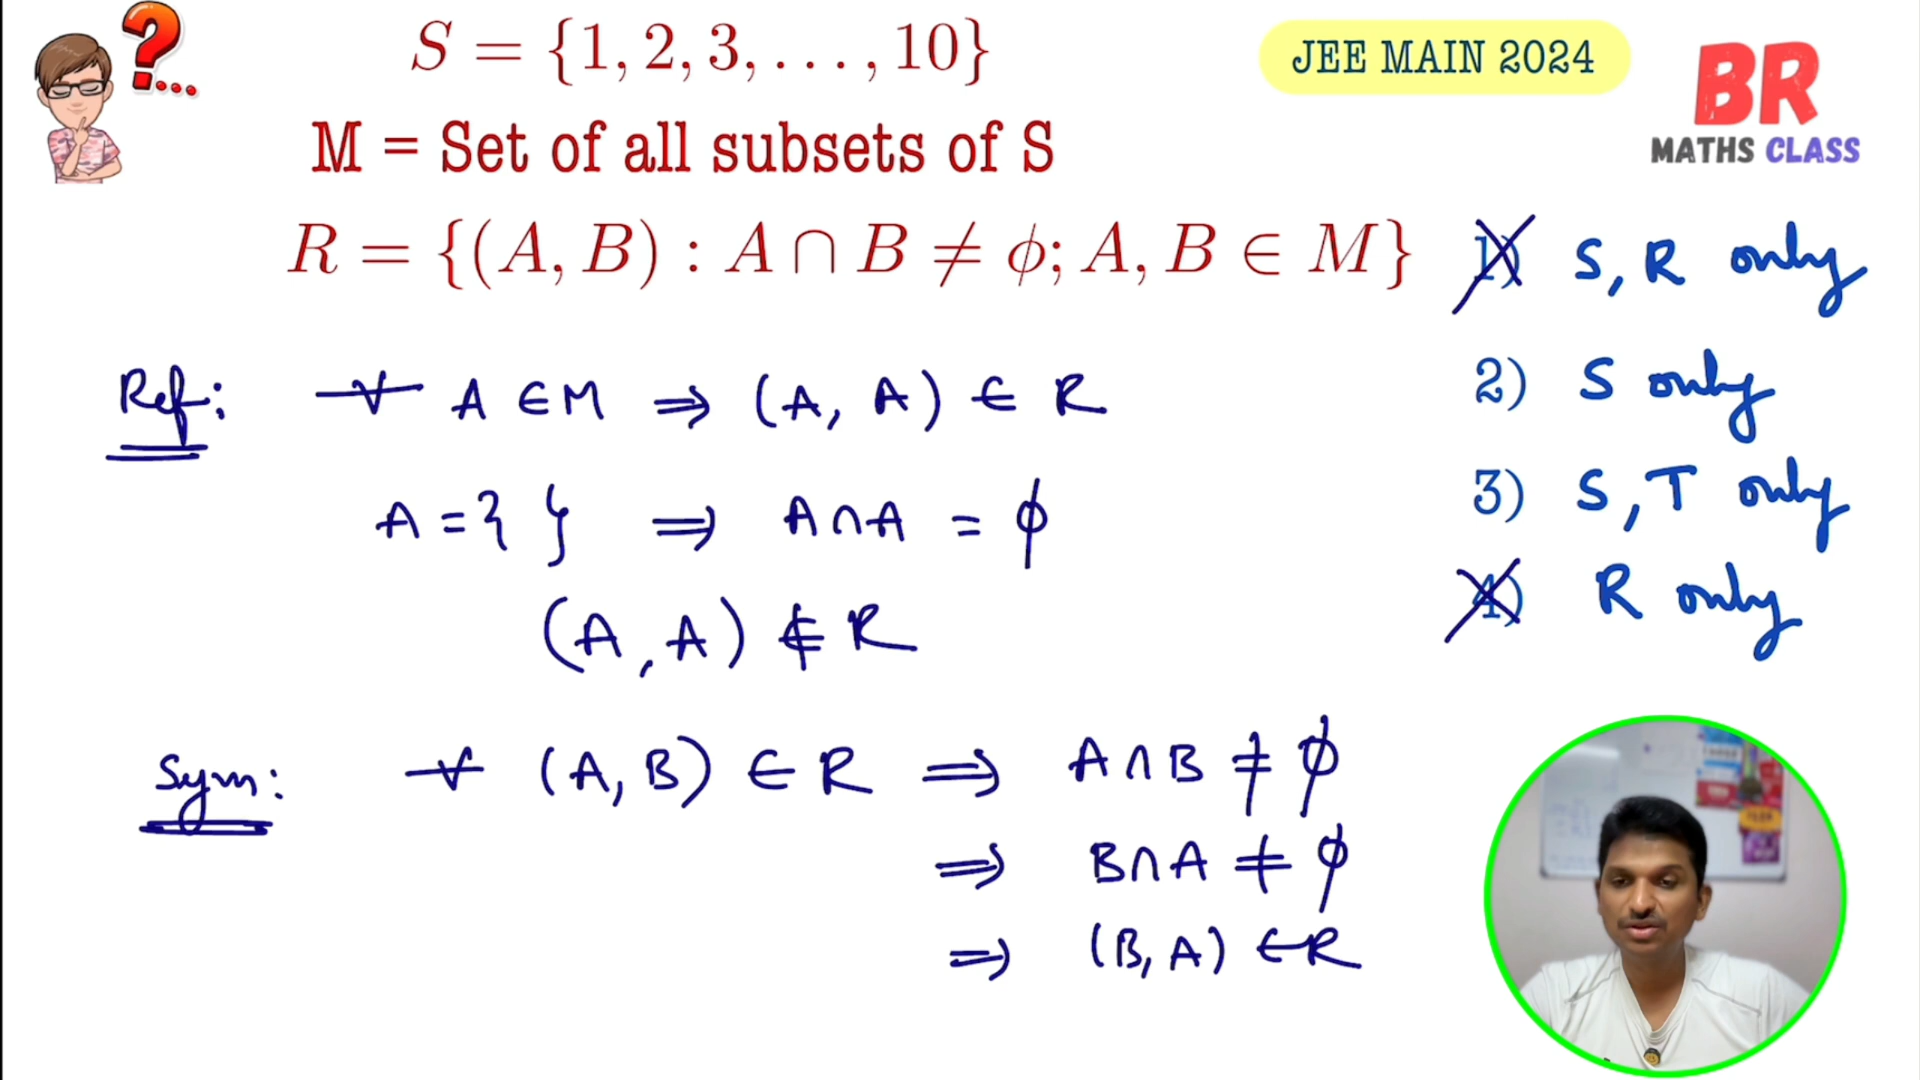 S = {1, 2, 3, . . . , 10}
JEE MAIN 2024
BR
MATHS CLASS
M = Set of all subsets of S
R = {(A, B) : A ∩ B ≠ ϕ; A, B ∈ M}
1) S, R only
2) S only
3) S, T only
4) R only
Ref: ∀ A ∈ M ⇒ (A, A) ∈ R
A = { } ⇒ A ∩ A = ϕ
(A, A) ∉ R
Sym: ∀ (A, B) ∈ R ⇒ A ∩ B ≠ ϕ
⇒ B ∩ A ≠ ϕ
⇒ (B, A) ∈ R